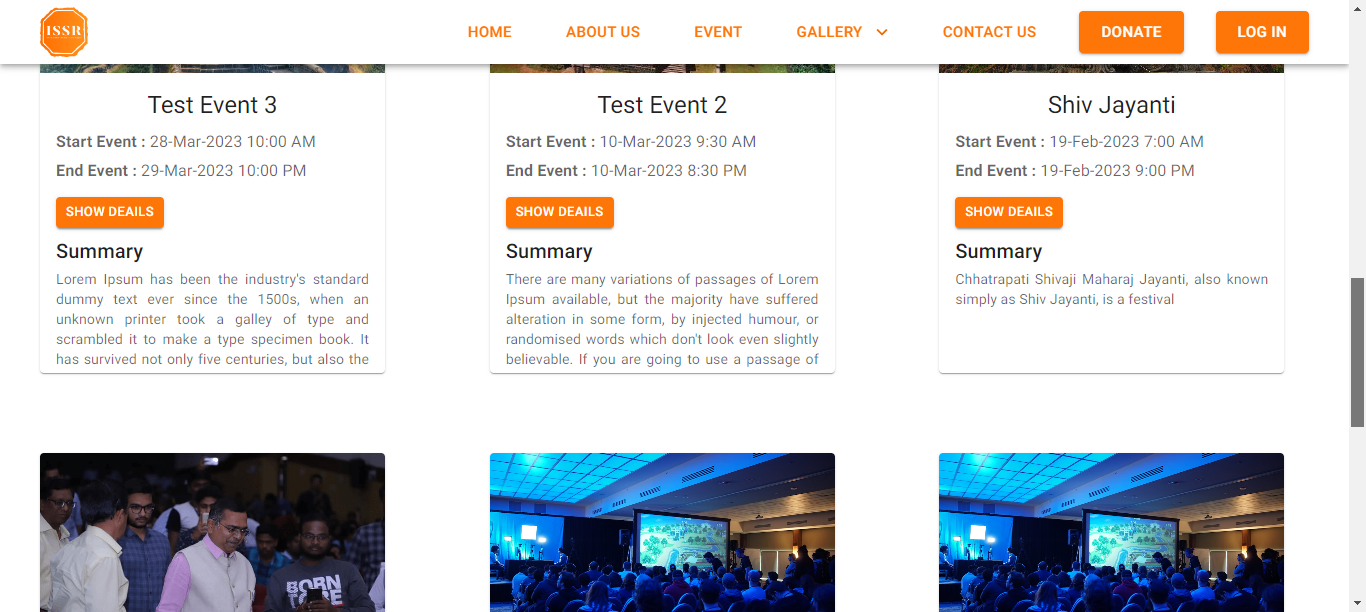 ISSR
HOME
ABOUT US
EVENT
GALLERY
CONTACT US
DONATE
LOG IN
Test Event 3
Start Event : 28-Mar-2023 10:00 AM
End Event : 29-Mar-2023 10:00 PM
SHOW DEAILS
Summary
Lorem Ipsum has been the industry's standard
dummy text ever since the 1500s, when an
unknown printer took a galley of type and
scrambled it to make a type specimen book. It
has survived not only five centuries, but also the
Test Event 2
Start Event : 10-Mar-2023 9:30 AM
End Event : 10-Mar-2023 8:30 PM
SHOW DEAILS
Summary
There are many variations of passages of Lorem
Ipsum available, but the majority have suffered
alteration in some form, by injected humour, or
randomised words which don't look even slightly
believable. If you are going to use a passage of
Shiv Jayanti
Start Event : 19-Feb-2023 7:00 AM
End Event : 19-Feb-2023 9:00 PM
SHOW DEAILS
Summary
Chhatrapati Shivaji Maharaj Jayanti, also known
simply as Shiv Jayanti, is a festival
BORN
TO